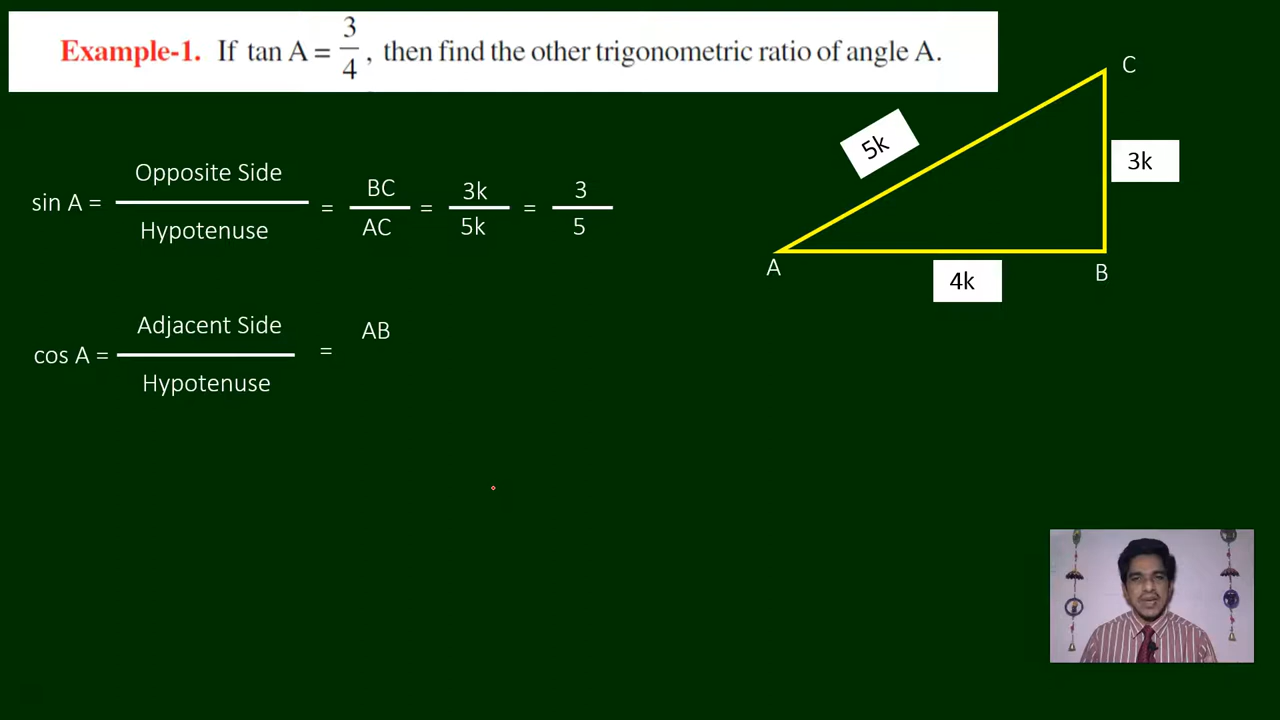 Example-1. If tan A = 3/4, then find the other trigonometric ratio of angle A.
sin A = Opposite Side / Hypotenuse = BC / AC = 3k / 5k = 3 / 5
cos A = Adjacent Side / Hypotenuse = AB
C
5k
3k
A
B
4k